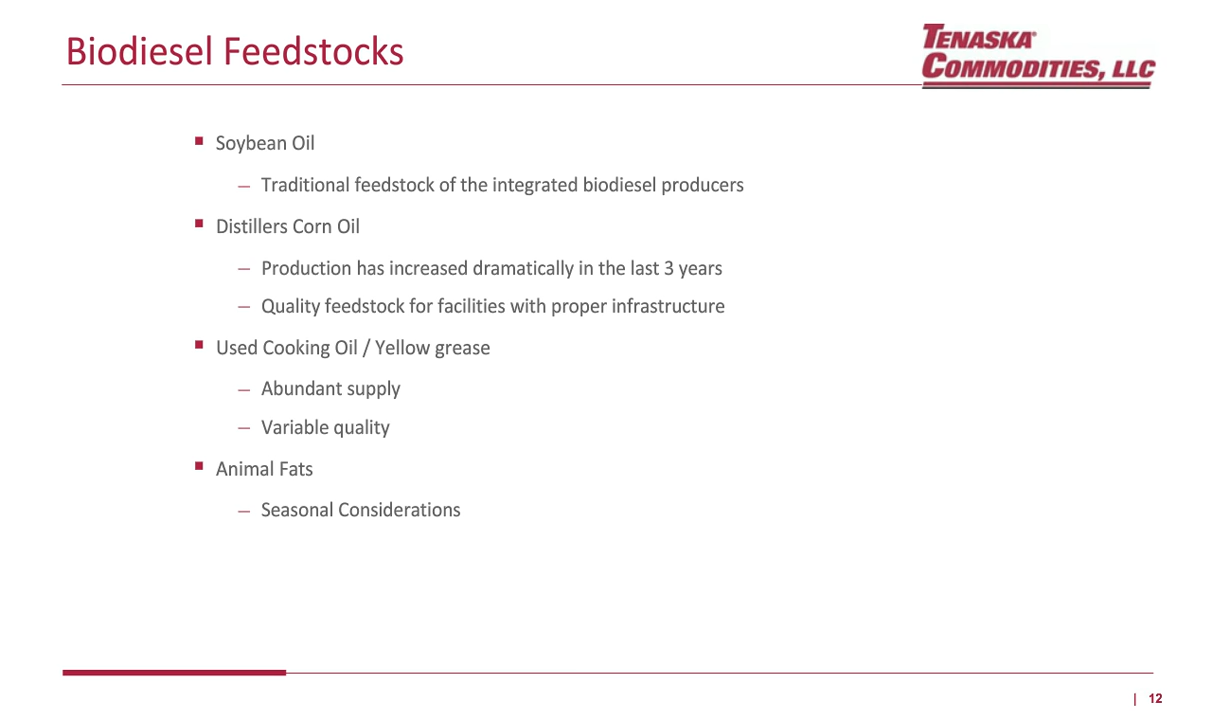 Biodiesel Feedstocks
TENASKA®
COMMODITIES, LLC
▪ Soybean Oil
– Traditional feedstock of the integrated biodiesel producers
▪ Distillers Corn Oil
– Production has increased dramatically in the last 3 years
– Quality feedstock for facilities with proper infrastructure
▪ Used Cooking Oil / Yellow grease
– Abundant supply
– Variable quality
▪ Animal Fats
– Seasonal Considerations
| 12